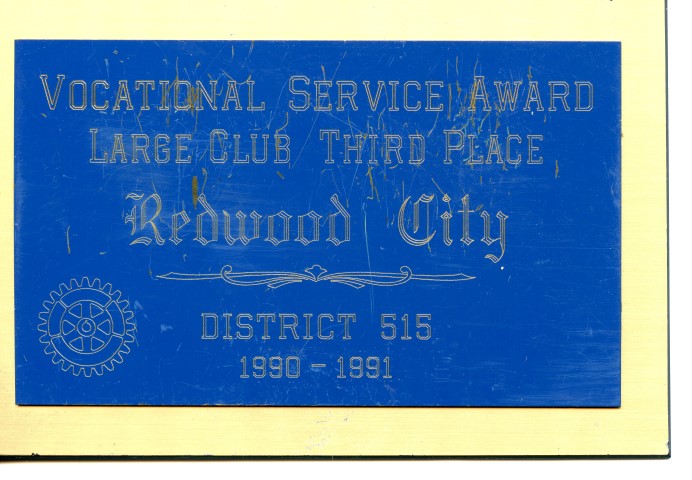 VOCATIONAL SERVICE AWARD
LARGE CLUB THIRD PLACE
Redwood City
DISTRICT 515
1990-1991